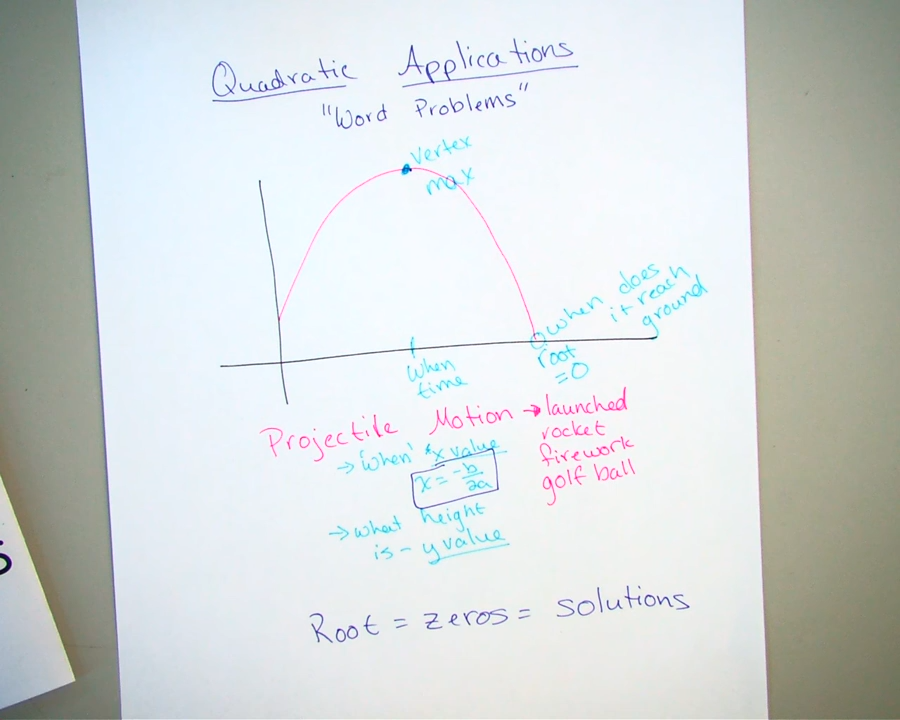 Quadratic Applications
"Word Problems"
vertex
max
when does
it reach
ground
root
=0
when
time
Projectile Motion → launched
rocket
firework
golf ball
→ "when" x value
x = -b/2a
→ what height
is - y value
Root = zeros = solutions